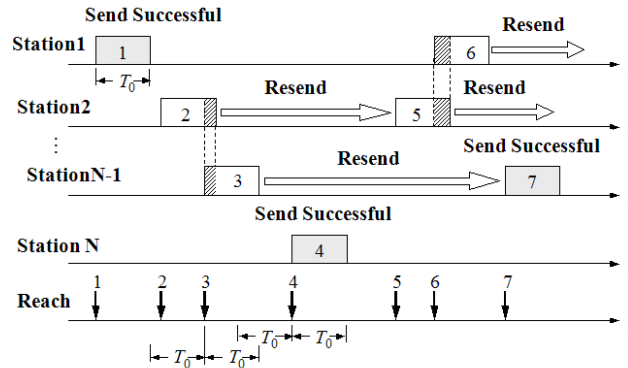 Send Successful
Station1
1
6
Resend
T0
Resend
Resend
Station2
2
5
⋮
Resend
Send Successful
StationN-1
3
7
Send Successful
Station N
4
Reach
1 2 3 4 5 6 7
T0 T0
T0 T0